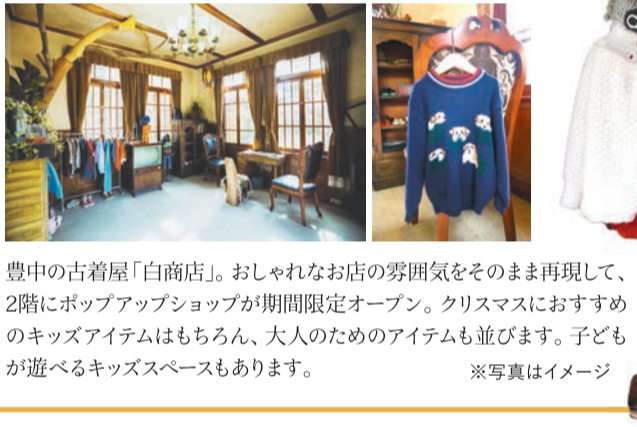 豊中の古着屋「白商店」。おしゃれなお店の雰囲気をそのまま再現して、
2階にポップアップショップが期間限定オープン。クリスマスにおすすめ
のキッズアイテムはもちろん、大人のためのアイテムも並びます。子ども
が遊べるキッズスペースもあります。
※写真はイメージ